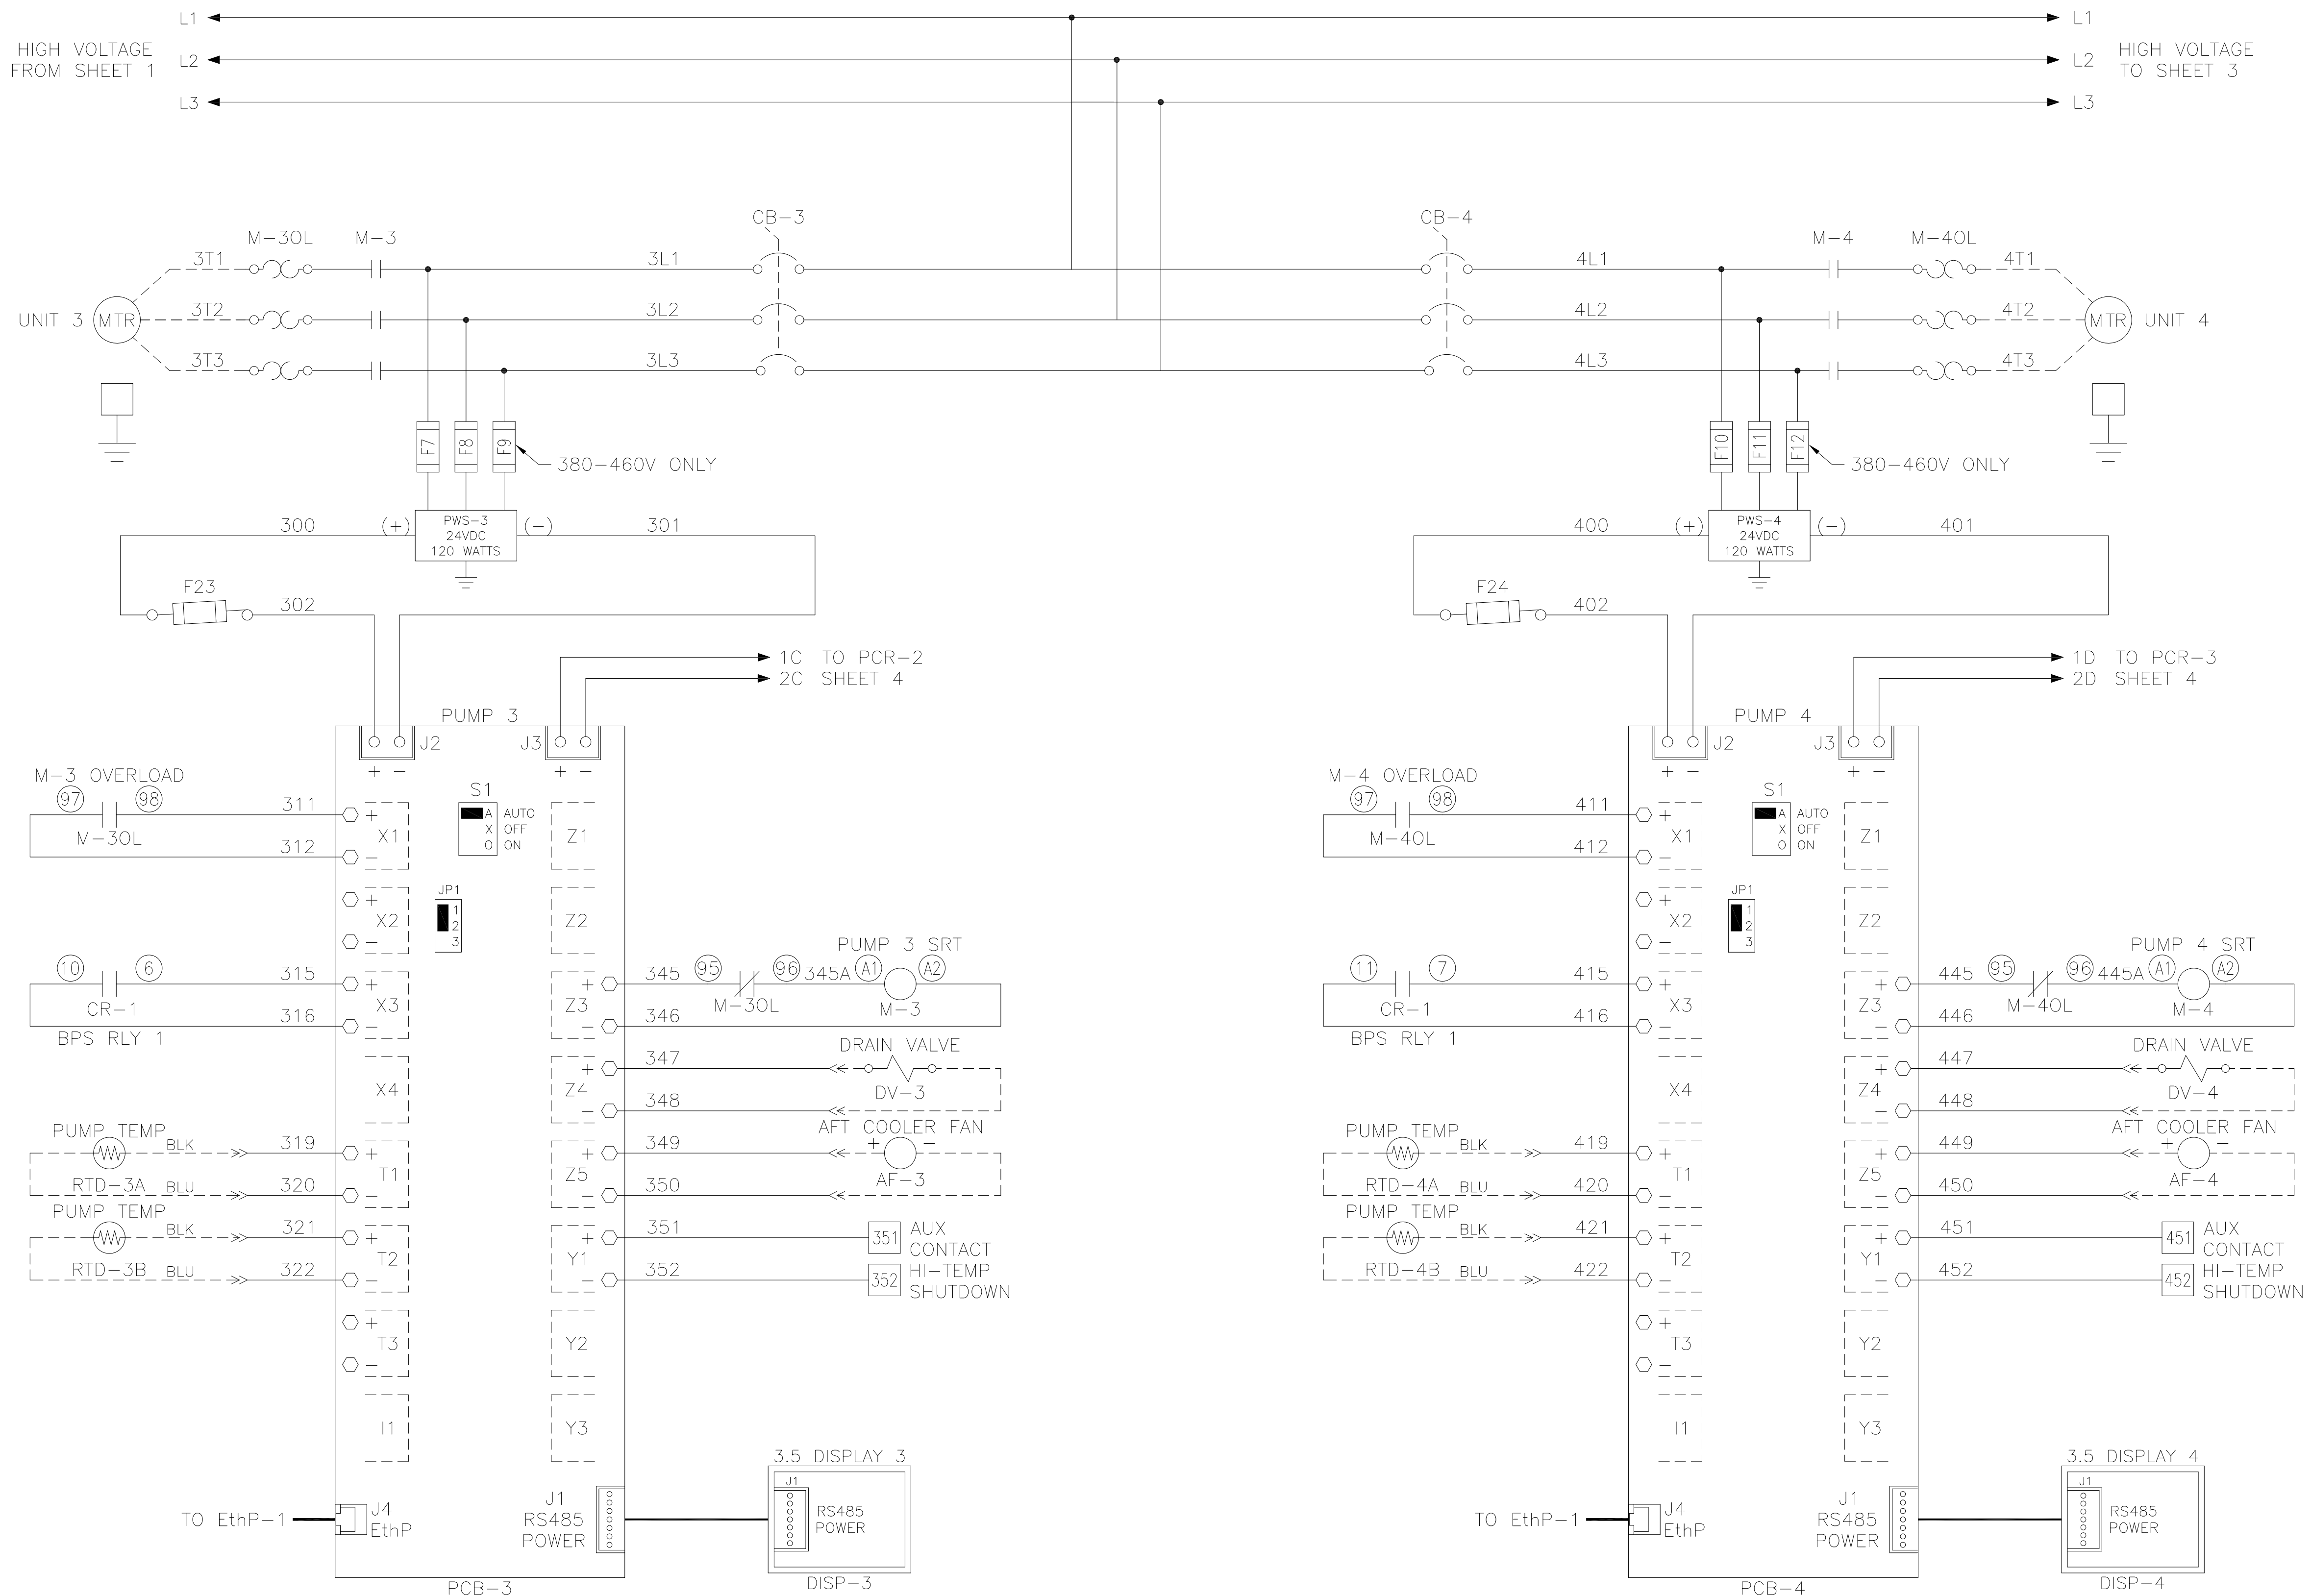 L1
L1
HIGH VOLTAGE
FROM SHEET 1
L2
L2
HIGH VOLTAGE
TO SHEET 3
L3
L3
CB-3
CB-4
M-3OL
M-3
M-4
M-4OL
3T1
3L1
4L1
4T1
UNIT 3
MTR
3T2
3L2
4L2
4T2
MTR
UNIT 4
3T3
3L3
4L3
4T3
F7
F8
F9
380-460V ONLY
F10
F11
F12
380-460V ONLY
300
(+)
PWS-3
24VDC
120 WATTS
(-)
301
400
(+)
PWS-4
24VDC
120 WATTS
(-)
401
F23
302
F24
402
1C TO PCR-2
2C SHEET 4
1D TO PCR-3
2D SHEET 4
PUMP 3
J2
J3
+ -
+ -
M-3 OVERLOAD
97
98
311
M-3OL
312
+
X1
-
S1
A AUTO
X OFF
O ON
Z1
+
X2
-
JP1
1
2
3
Z2
10
6
315
CR-1
316
BPS RLY 1
+
X3
-
+
Z3
-
PUMP 3 SRT
345
95
96
345A
A1
A2
M-3OL
M-3
346
X4
+
Z4
-
347
DRAIN VALVE
DV-3
348
PUMP TEMP
BLK
319
RTD-3A
BLU
320
+
T1
-
+
Z5
-
349
AFT COOLER FAN
+ -
AF-3
350
PUMP TEMP
BLK
321
RTD-3B
BLU
322
+
T2
-
+
Y1
-
351
351
AUX
CONTACT
352
352
HI-TEMP
SHUTDOWN
+
T3
-
Y2
I1
Y3
TO EthP-1
J4
EthP
J1
RS485
POWER
3.5 DISPLAY 3
J1
RS485
POWER
DISP-3
PCB-3
PUMP 4
J2
J3
+ -
+ -
M-4 OVERLOAD
97
98
411
M-4OL
412
+
X1
-
S1
A AUTO
X OFF
O ON
Z1
+
X2
-
JP1
1
2
3
Z2
11
7
415
CR-1
416
BPS RLY 1
+
X3
-
+
Z3
-
PUMP 4 SRT
445
95
96
445A
A1
A2
M-4OL
M-4
446
X4
+
Z4
-
447
DRAIN VALVE
DV-4
448
PUMP TEMP
BLK
419
RTD-4A
BLU
420
+
T1
-
+
Z5
-
449
AFT COOLER FAN
+ -
AF-4
450
PUMP TEMP
BLK
421
RTD-4B
BLU
422
+
T2
-
+
Y1
-
451
451
AUX
CONTACT
452
452
HI-TEMP
SHUTDOWN
+
T3
-
Y2
I1
Y3
TO EthP-1
J4
EthP
J1
RS485
POWER
3.5 DISPLAY 4
J1
RS485
POWER
DISP-4
PCB-4